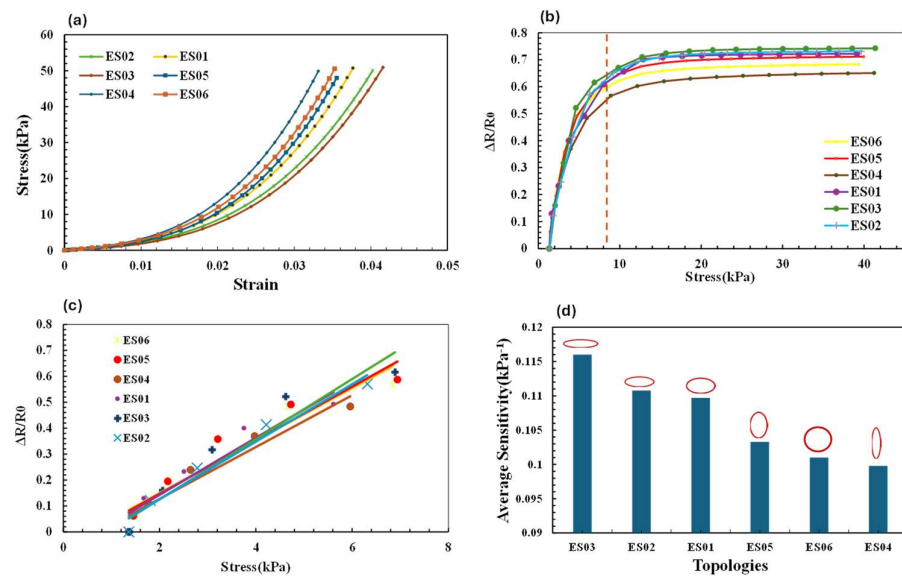 (a)
ES02
ES01
ES03
ES05
ES04
ES06
60
50
40
30
20
10
0
Stress(kPa)
0
0.01
0.02
0.03
0.04
0.05
Strain
(b)
0.8
0.7
0.6
0.5
0.4
0.3
0.2
0.1
0
ΔR/R0
ES06
ES05
ES04
ES01
ES03
ES02
0
10
20
30
40
50
Stress(kPa)
(c)
0.8
0.7
0.6
0.5
0.4
0.3
0.2
0.1
0
ΔR/R0
ES06
ES05
ES04
ES01
ES03
ES02
0
2
4
6
8
Stress(kPa)
(d)
0.12
0.115
0.11
0.105
0.1
0.095
0.09
Average Sensitivity(kPa⁻¹)
ES03
ES02
ES01
ES05
ES06
ES04
Topologies